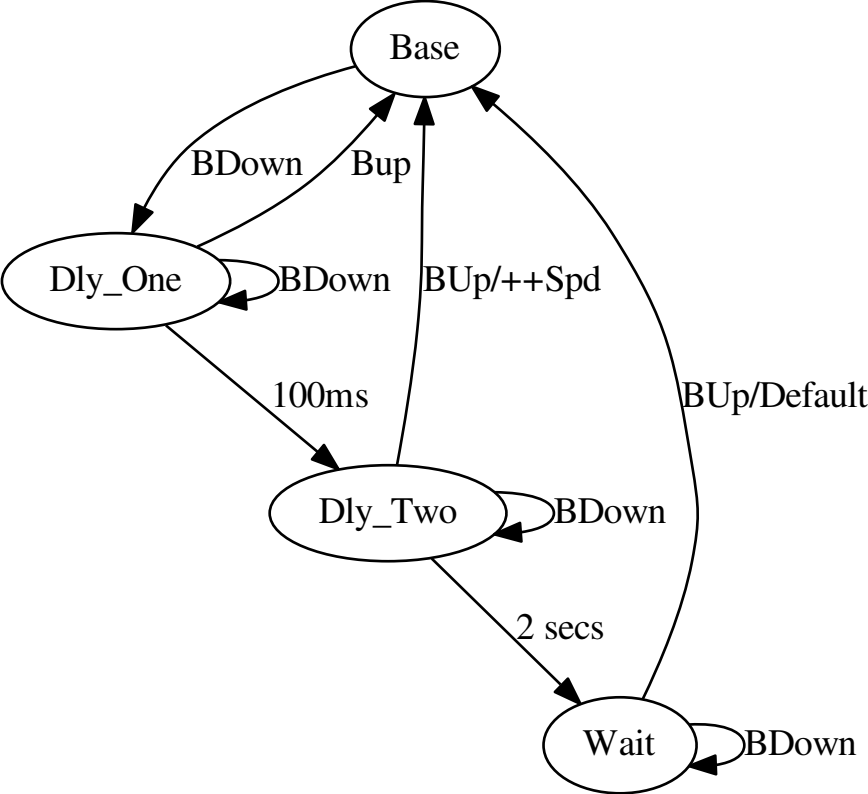 Base
BDown
Bup
Dly_One
BDown
BUp/++Spd
100ms
BUp/Default
Dly_Two
BDown
2 secs
Wait
BDown